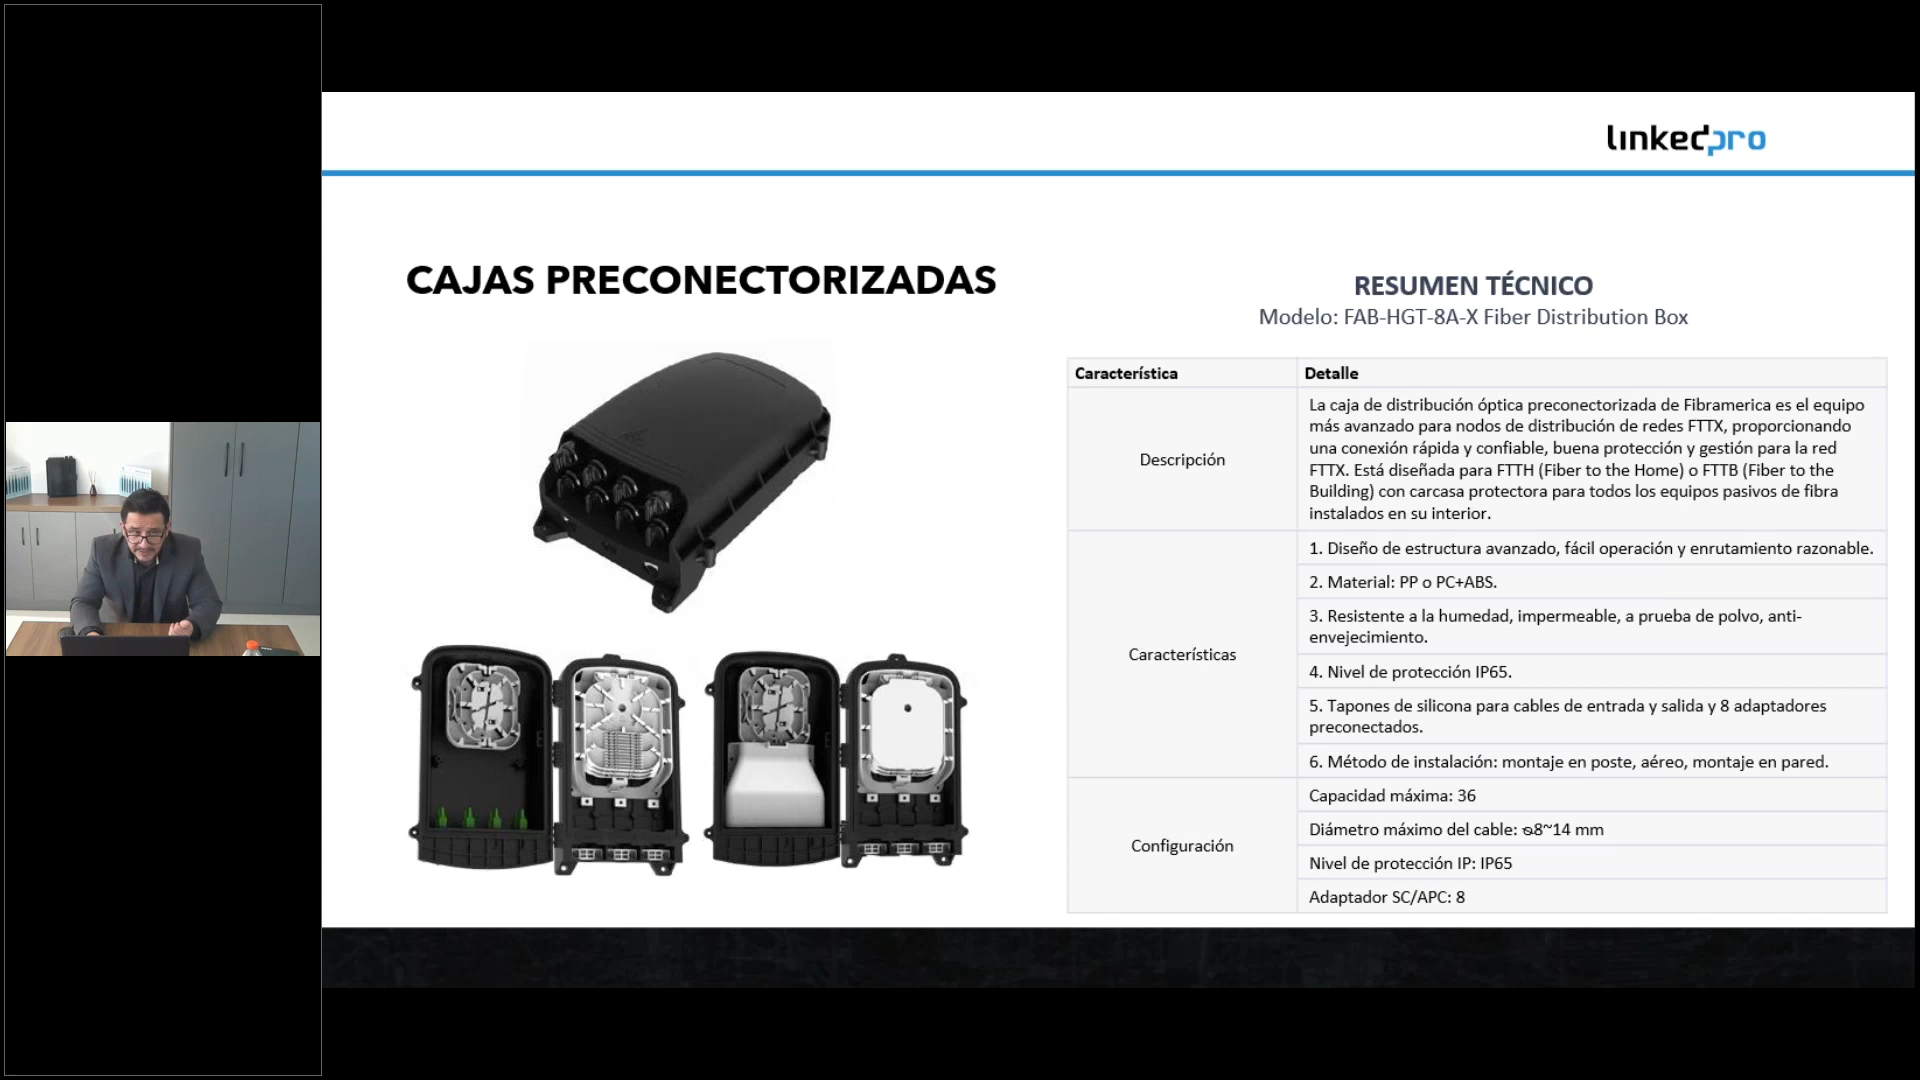 linkedpro
CAJAS PRECONECTORIZADAS
RESUMEN TÉCNICO
Modelo: FAB-HGT-8A-X Fiber Distribution Box
Característica
Detalle
Descripción
La caja de distribución óptica preconectorizada de Fibramerica es el equipo
más avanzado para nodos de distribución de redes FTTX, proporcionando
una conexión rápida y confiable, buena protección y gestión para la red
FTTX. Está diseñada para FTTH (Fiber to the Home) o FTTB (Fiber to the
Building) con carcasa protectora para todos los equipos pasivos de fibra
instalados en su interior.
Características
1. Diseño de estructura avanzado, fácil operación y enrutamiento razonable.
2. Material: PP o PC+ABS.
3. Resistente a la humedad, impermeable, a prueba de polvo, anti-
envejecimiento.
4. Nivel de protección IP65.
5. Tapones de silicona para cables de entrada y salida y 8 adaptadores
preconectados.
6. Método de instalación: montaje en poste, aéreo, montaje en pared.
Configuración
Capacidad máxima: 36
Diámetro máximo del cable: ᴓ8~14 mm
Nivel de protección IP: IP65
Adaptador SC/APC: 8